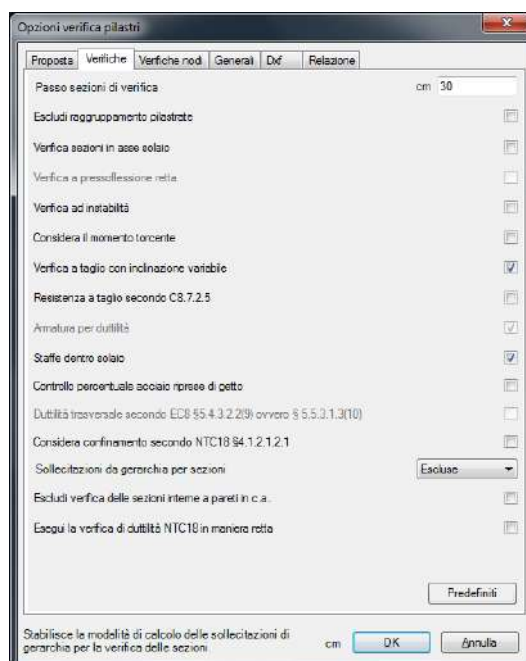 Opzioni verifica pilastri
Proposta Verifiche Verifiche nodi Generali Dxf Relazione
Passo sezioni di verifica cm 30
Escludi raggruppamento pilastrate
Verifica sezioni in asse solaio
Verifica a pressoflessione retta
Verifica ad instabilità
Considera il momento torcente
Verifica a taglio con inclinazione variabile
Resistenza a taglio secondo C8.7.2.5
Armatura per duttilità
Staffe dentro solaio
Controllo percentuale acciaio riprese di getto
Duttilità trasversale secondo EC8 §5.4.3.2.2(9) ovvero § 5.5.3.1.3(10)
Considera confinamento secondo NTC18 §4.1.2.1.2.1
Sollecitazioni da gerarchia per sezioni Escluse
Escludi verifica delle sezioni interne a pareti in c.a.
Esegui la verifica di duttilità NTC18 in maniera retta
Predefiniti
Stabilisce la modalità di calcolo delle sollecitazioni di
gerarchia per la verifica delle sezioni. cm OK Annulla